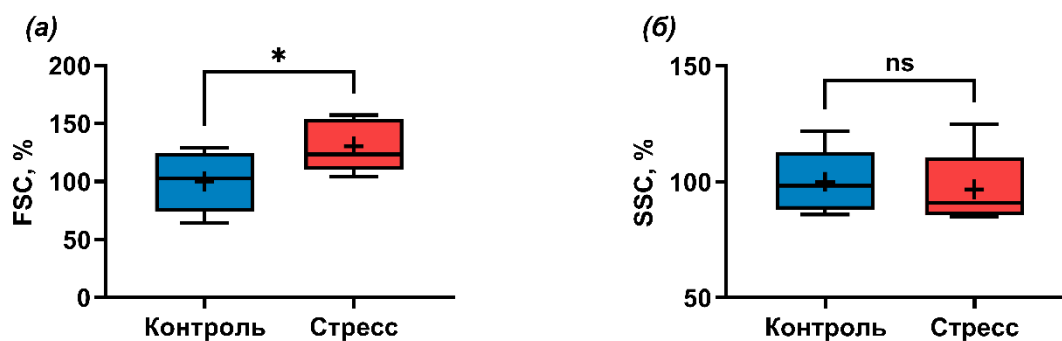 (а)
FSC, %
200
150
100
50
0
*
Контроль
Стресс
(б)
SSC, %
150
100
50
ns
Контроль
Стресс